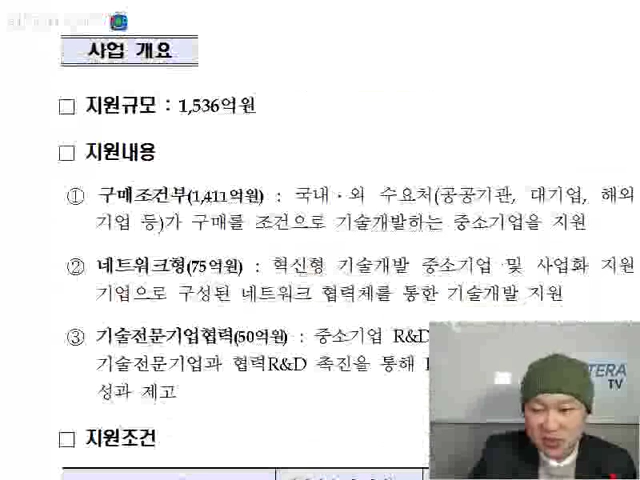 사업 개요
□ 지원규모 : 1,536억원
□ 지원내용
① 구매조건부(1,411억원) : 국내·외 수요처(공공기관, 대기업, 해외
기업 등)가 구매를 조건으로 기술개발하는 중소기업을 지원
② 네트워크형(75억원) : 혁신형 기술개발 중소기업 및 사업화 지원
기업으로 구성된 네트워크 협력체를 통한 기술개발 지원
③ 기술전문기업협력(50억원) : 중소기업 R&D
기술전문기업과 협력R&D 촉진을 통해
성과 제고
TERA
TV
□ 지원조건